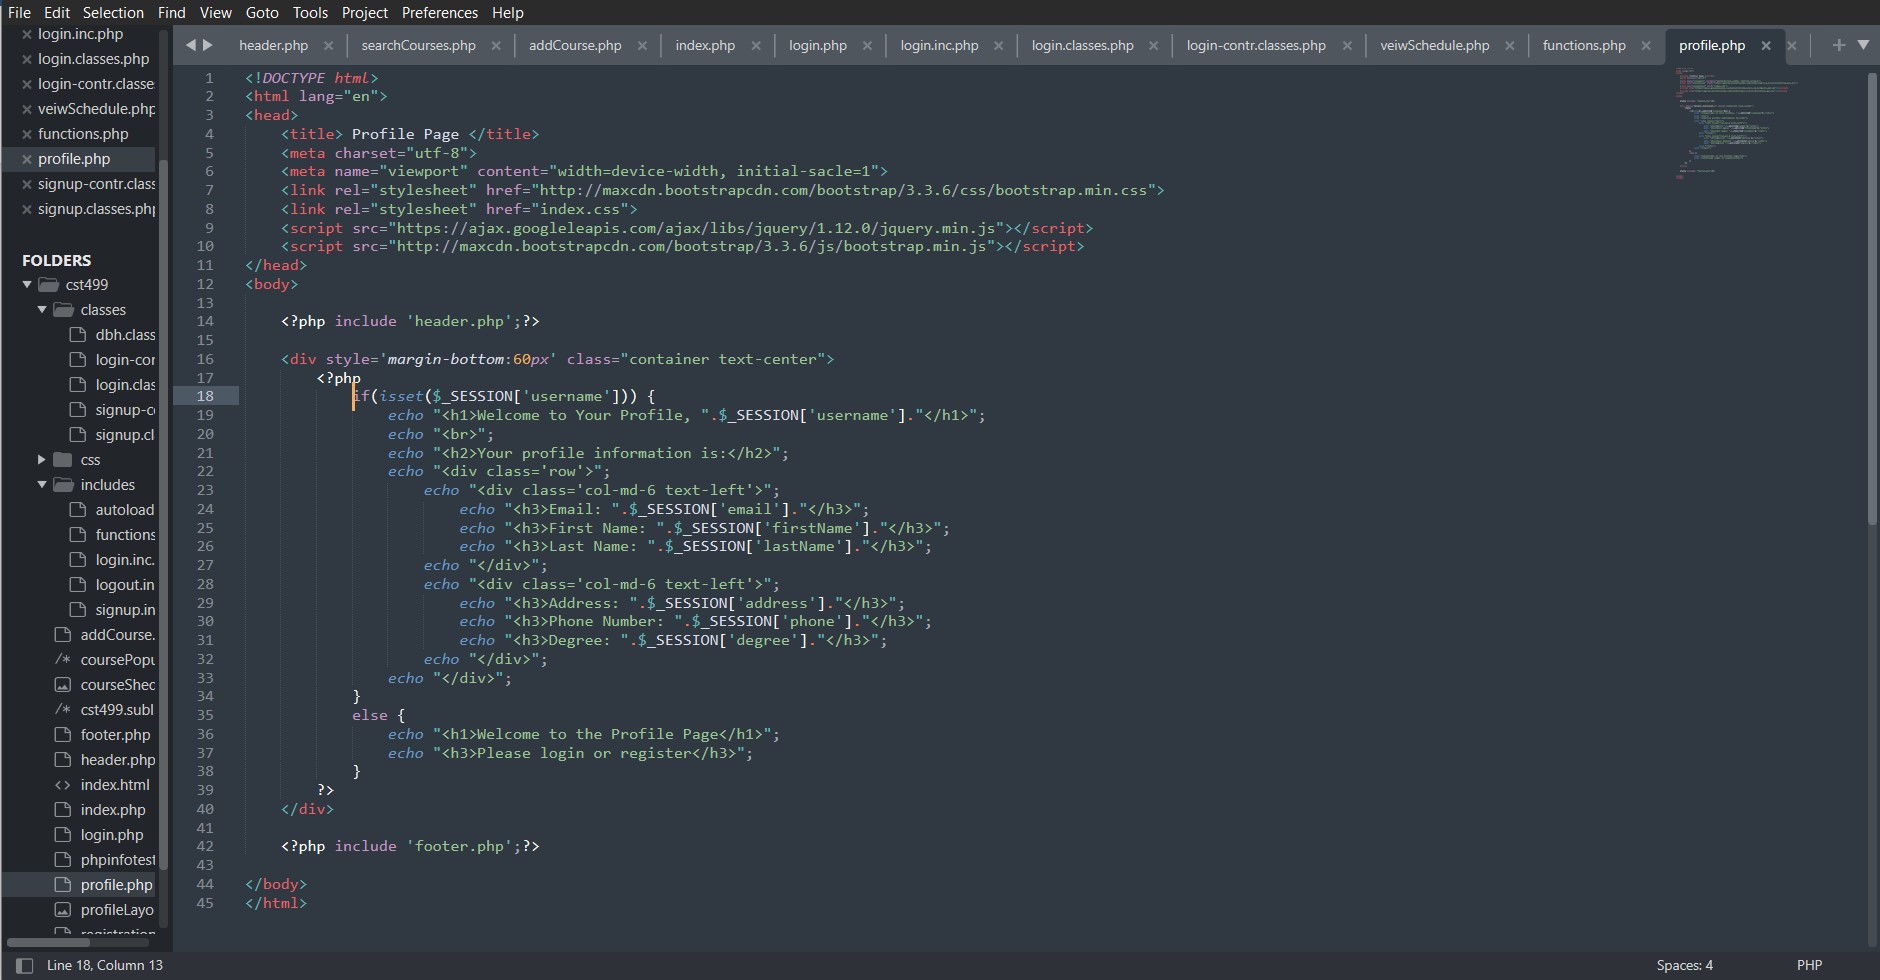 File Edit Selection Find View Goto Tools Project Preferences Help
login.inc.php
login.classes.php
login-contr.classe
veiwSchedule.php
functions.php
profile.php
signup-contr.class
signup.classes.php
FOLDERS
cst499
classes
dbh.class
login-cor
login.clas
signup-c
signup.cl
css
includes
autoload
functions
login.inc.
logout.in
signup.in
addCourse.
/* coursePopu
courseShec
/* cst499.subl
footer.php
header.php
<> index.html
index.php
login.php
phpinfotest
profile.php
profileLayo
registration
header.php searchCourses.php addCourse.php index.php login.php login.inc.php login.classes.php login-contr.classes.php veiwSchedule.php functions.php profile.php
1 <!DOCTYPE html>
2 <html lang="en">
3 <head>
4 <title> Profile Page </title>
5 <meta charset="utf-8">
6 <meta name="viewport" content="width=device-width, initial-sacle=1">
7 <link rel="stylesheet" href="http://maxcdn.bootstrapcdn.com/bootstrap/3.3.6/css/bootstrap.min.css">
8 <link rel="stylesheet" href="index.css">
9 <script src="https://ajax.googleleapis.com/ajax/libs/jquery/1.12.0/jquery.min.js"></script>
10 <script src="http://maxcdn.bootstrapcdn.com/bootstrap/3.3.6/js/bootstrap.min.js"></script>
11 </head>
12 <body>
13
14 <?php include 'header.php';?>
15
16 <div style='margin-bottom:60px' class="container text-center">
17 <?php
18 if(isset($_SESSION['username'])) {
19 echo "<h1>Welcome to Your Profile, ".$_SESSION['username']."</h1>";
20 echo "<br>";
21 echo "<h2>Your profile information is:</h2>";
22 echo "<div class='row'>";
23 echo "<div class='col-md-6 text-left'>";
24 echo "<h3>Email: ".$_SESSION['email']."</h3>";
25 echo "<h3>First Name: ".$_SESSION['firstName']."</h3>";
26 echo "<h3>Last Name: ".$_SESSION['lastName']."</h3>";
27 echo "</div>";
28 echo "<div class='col-md-6 text-left'>";
29 echo "<h3>Address: ".$_SESSION['address']."</h3>";
30 echo "<h3>Phone Number: ".$_SESSION['phone']."</h3>";
31 echo "<h3>Degree: ".$_SESSION['degree']."</h3>";
32 echo "</div>";
33 echo "</div>";
34 }
35 else {
36 echo "<h1>Welcome to the Profile Page</h1>";
37 echo "<h3>Please login or register</h3>";
38 }
39 ?>
40 </div>
41
42 <?php include 'footer.php';?>
43
44 </body>
45 </html>
Line 18, Column 13
Spaces: 4 PHP